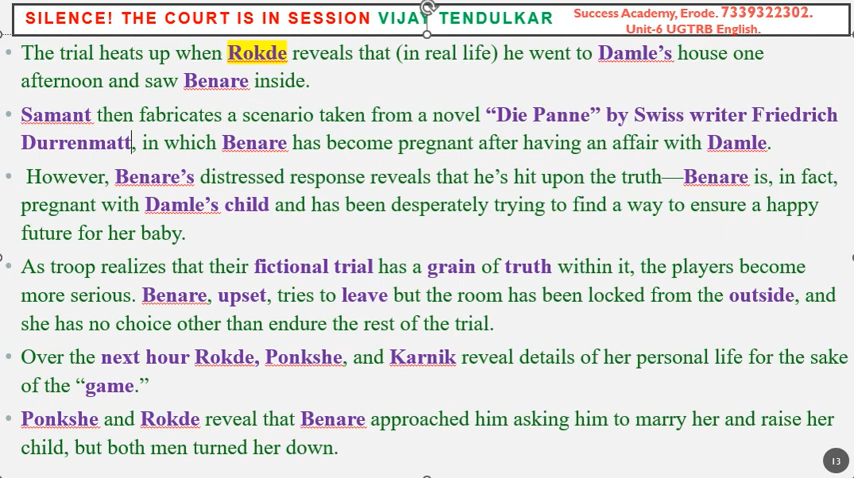 SILENCE! THE COURT IS IN SESSION VIJAY TENDULKAR
Success Academy, Erode. 7339322302.
Unit-6 UGTRB English.
• The trial heats up when Rokde reveals that (in real life) he went to Damle's house one
afternoon and saw Benare inside.
• Samant then fabricates a scenario taken from a novel “Die Panne” by Swiss writer Friedrich
Durrenmatt, in which Benare has become pregnant after having an affair with Damle.
• However, Benare's distressed response reveals that he's hit upon the truth—Benare is, in fact,
pregnant with Damle's child and has been desperately trying to find a way to ensure a happy
future for her baby.
• As troop realizes that their fictional trial has a grain of truth within it, the players become
more serious. Benare, upset, tries to leave but the room has been locked from the outside, and
she has no choice other than endure the rest of the trial.
• Over the next hour Rokde, Ponkshe, and Karnik reveal details of her personal life for the sake
of the “game.”
• Ponkshe and Rokde reveal that Benare approached him asking him to marry her and raise her
child, but both men turned her down.
13